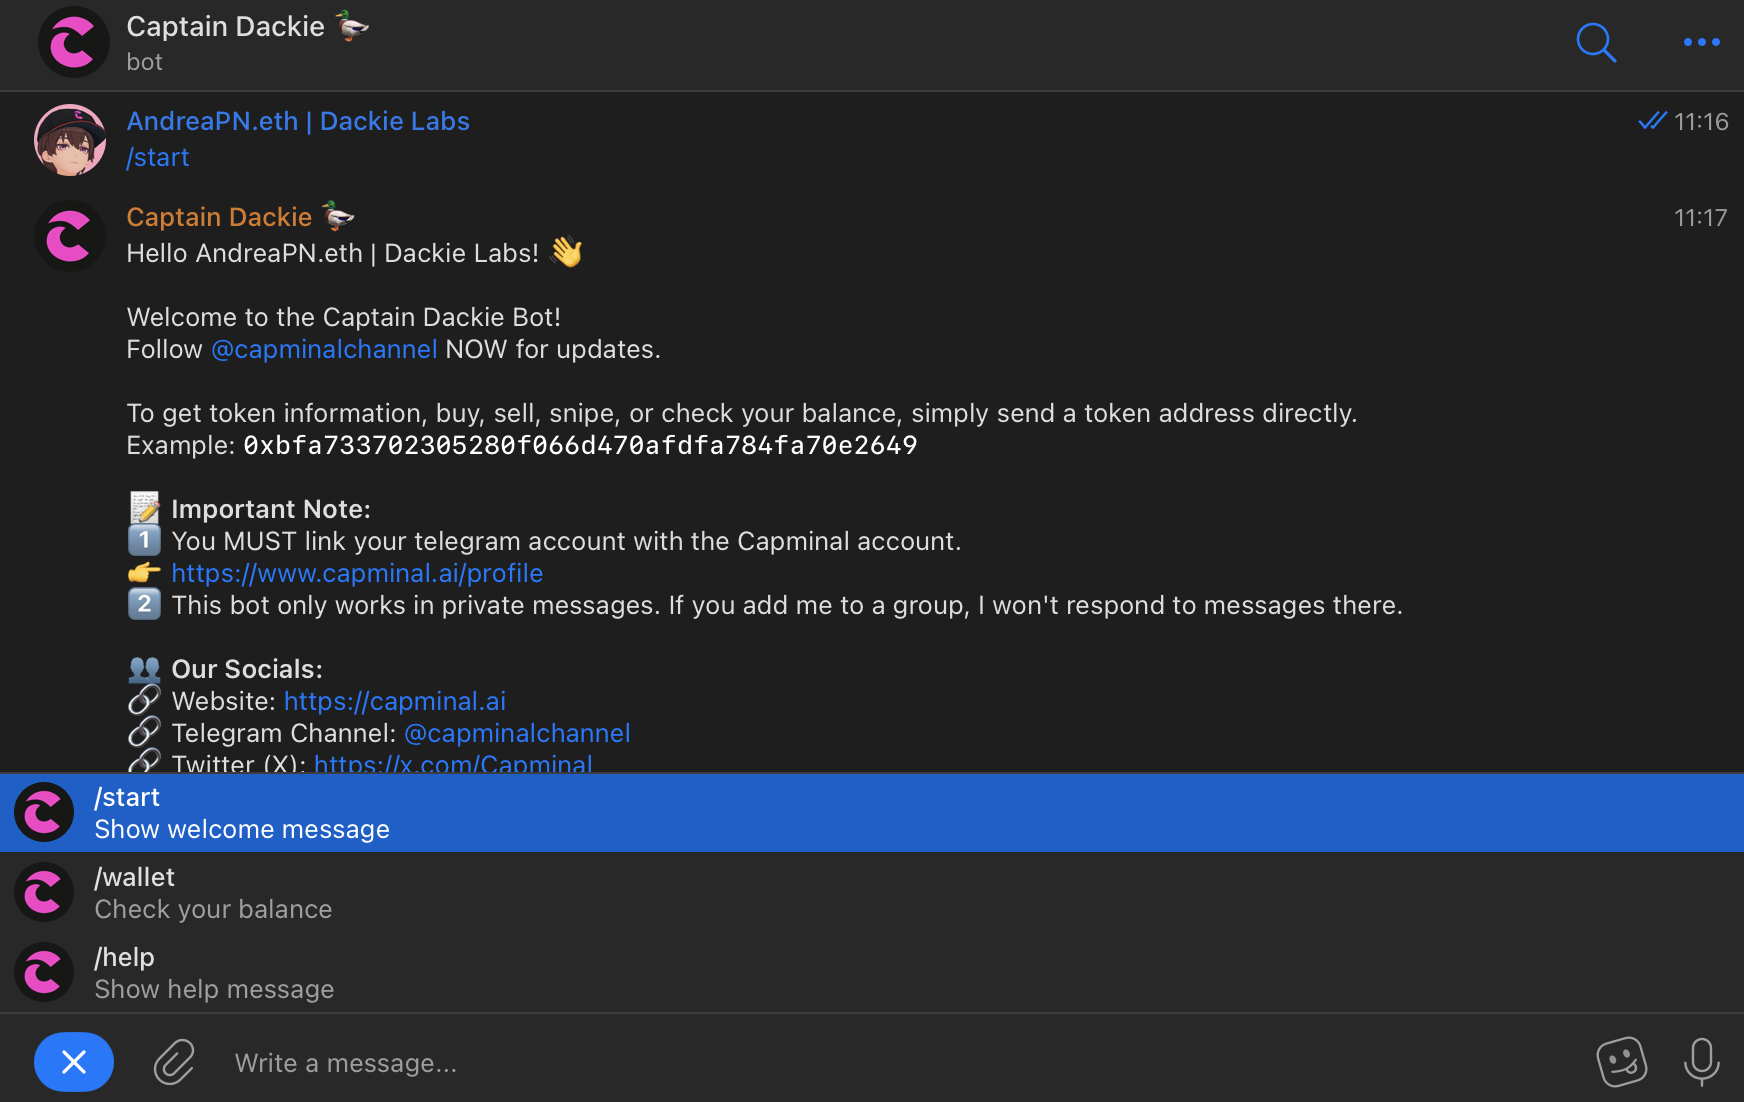 Captain Dackie 🦆
bot
AndreaPN.eth | Dackie Labs
11:16
/start
Captain Dackie 🦆
11:17
Hello AndreaPN.eth | Dackie Labs! 👋
Welcome to the Captain Dackie Bot!
Follow @capminalchannel NOW for updates.
To get token information, buy, sell, snipe, or check your balance, simply send a token address directly.
Example: 0xbfa733702305280f066d470afdfa784fa70e2649
📝 Important Note:
1️⃣ You MUST link your telegram account with the Capminal account.
👉 https://www.capminal.ai/profile
2️⃣ This bot only works in private messages. If you add me to a group, I won't respond to messages there.
👥 Our Socials:
🔗 Website: https://capminal.ai
🔗 Telegram Channel: @capminalchannel
🔗 Twitter (X): https://x.com/Capminal
/start
Show welcome message
/wallet
Check your balance
/help
Show help message
Write a message...